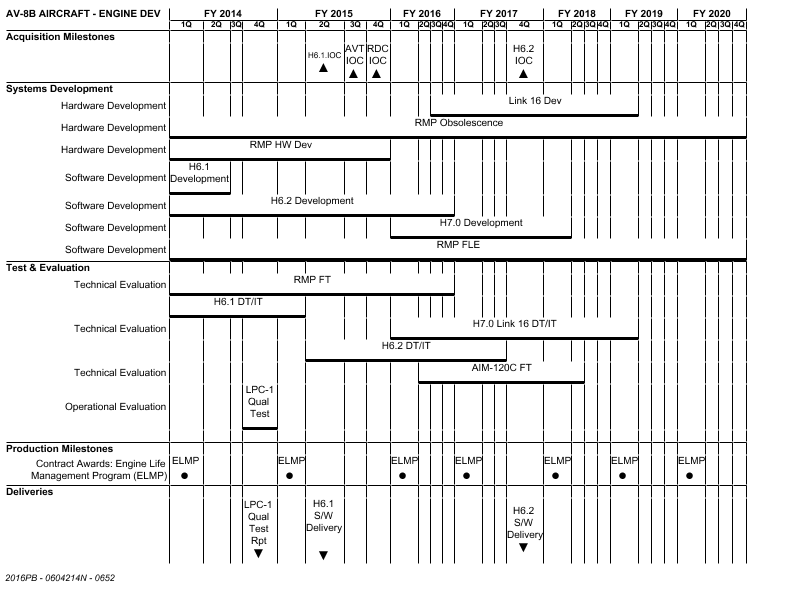 AV-8B AIRCRAFT - ENGINE DEV FY 2014 FY 2015 FY 2016 FY 2017 FY 2018 FY 2019 FY 2020
1Q 2Q 3Q 4Q 1Q 2Q 3Q 4Q 1Q 2Q 3Q 4Q 1Q 2Q 3Q 4Q 1Q 2Q 3Q 4Q 1Q 2Q 3Q 4Q 1Q 2Q 3Q 4Q
Acquisition Milestones
H6.1.IOC
AVT
IOC
RDC
IOC
H6.2
IOC
Systems Development
Hardware Development Link 16 Dev
Hardware Development RMP Obsolescence
Hardware Development RMP HW Dev
Software Development H6.1
Development
Software Development H6.2 Development
Software Development H7.0 Development
Software Development RMP FLE
Test & Evaluation
Technical Evaluation RMP FT
H6.1 DT/IT
Technical Evaluation H7.0 Link 16 DT/IT
H6.2 DT/IT
Technical Evaluation AIM-120C FT
Operational Evaluation LPC-1
Qual
Test
Production Milestones
Contract Awards: Engine Life
Management Program (ELMP)
ELMP ELMP ELMP ELMP ELMP ELMP ELMP
Deliveries
LPC-1
Qual
Test
Rpt
H6.1
S/W
Delivery
H6.2
S/W
Delivery
2016PB - 0604214N - 0652